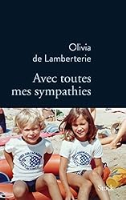 Olivia
de Lamberterie
Avec toutes
mes sympathies